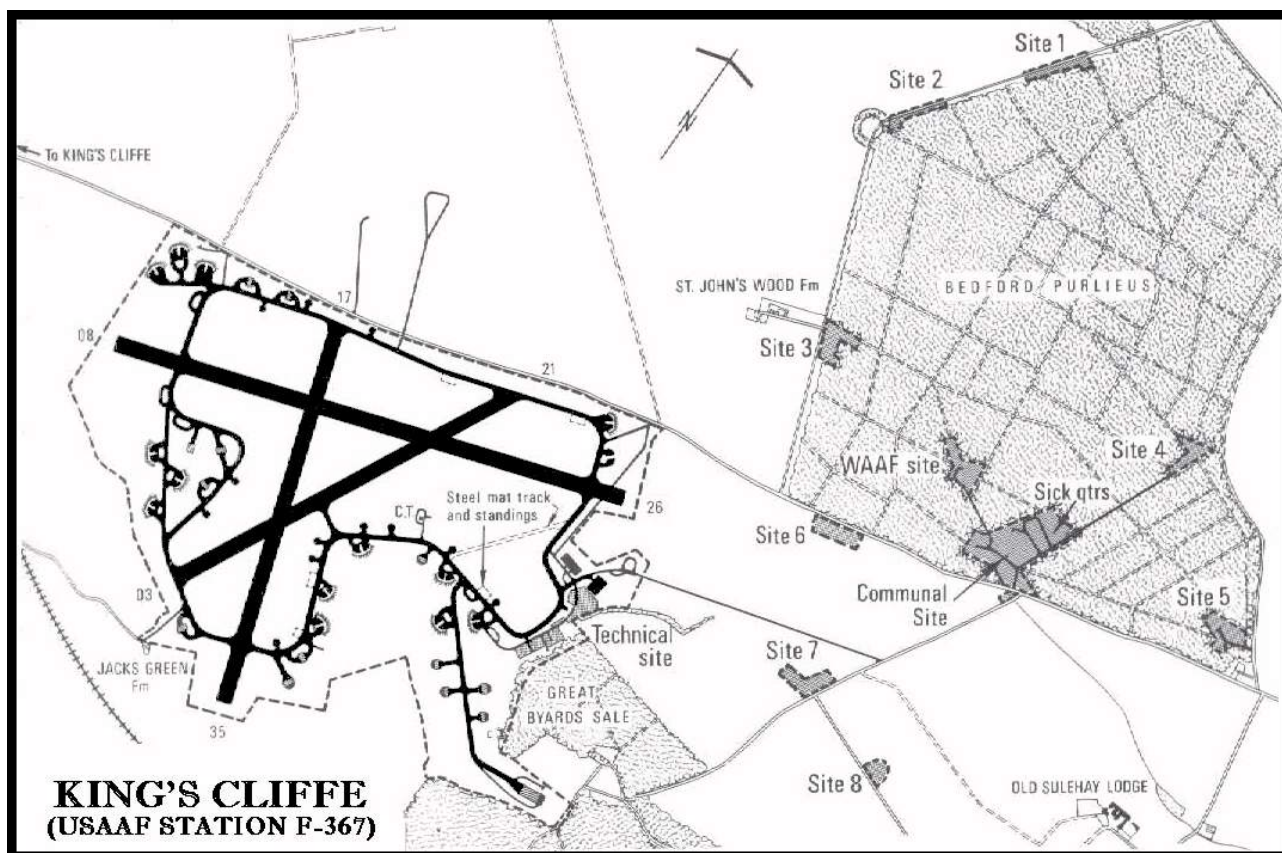 Site 1
Site 2
N
To KING'S CLIFFE
ST. JOHN'S WOOD Fm
BEDFORD PURLIEUS
17
08
Site 3
21
WAAF site
Site 4
Sick qtrs
Steel mat track
and standings
C.T.
26
Site 6
Communal
Site
Site 5
03
Technical
site
Site 7
JACKS GREEN
Fm
GREAT
BYARDS SALE
35
Site 8
OLD SULEHAY LODGE
KING'S CLIFFE
(USAAF STATION F-367)